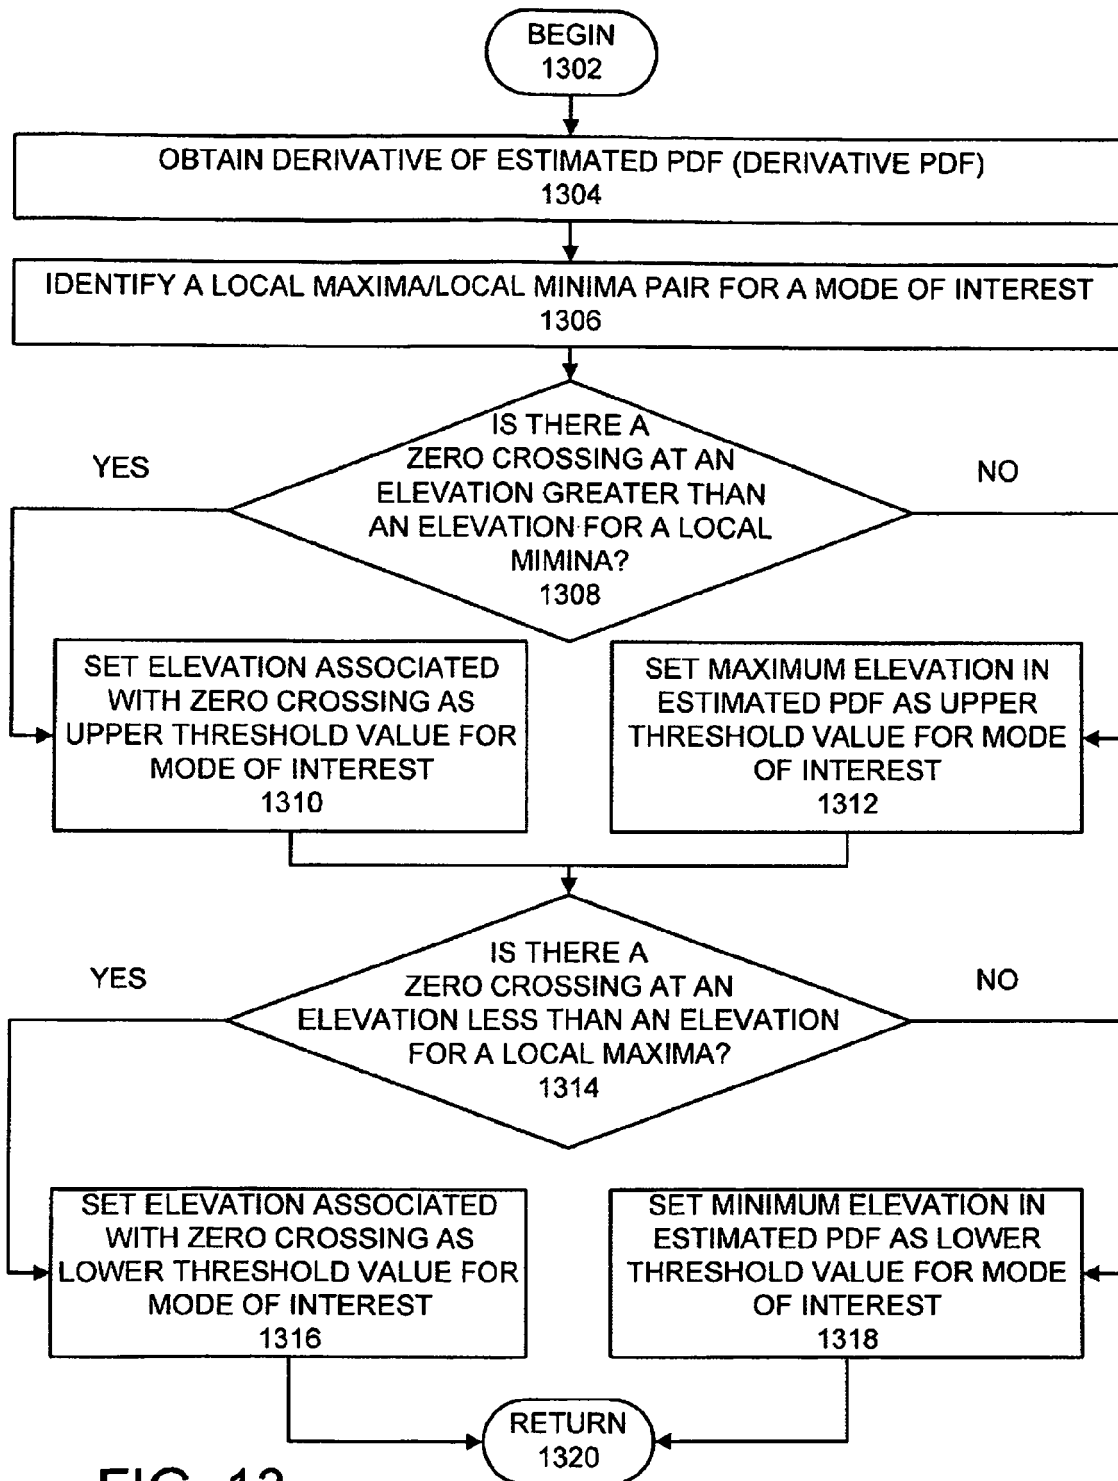 BEGIN
1302
OBTAIN DERIVATIVE OF ESTIMATED PDF (DERIVATIVE PDF)
1304
IDENTIFY A LOCAL MAXIMA/LOCAL MINIMA PAIR FOR A MODE OF INTEREST
1306
IS THERE A
ZERO CROSSING AT AN
ELEVATION GREATER THAN
AN ELEVATION FOR A LOCAL
MIMINA?
1308
YES
NO
SET ELEVATION ASSOCIATED
WITH ZERO CROSSING AS
UPPER THRESHOLD VALUE FOR
MODE OF INTEREST
1310
SET MAXIMUM ELEVATION IN
ESTIMATED PDF AS UPPER
THRESHOLD VALUE FOR MODE
OF INTEREST
1312
IS THERE A
ZERO CROSSING AT AN
ELEVATION LESS THAN AN ELEVATION
FOR A LOCAL MAXIMA?
1314
YES
NO
SET ELEVATION ASSOCIATED
WITH ZERO CROSSING AS
LOWER THRESHOLD VALUE FOR
MODE OF INTEREST
1316
SET MINIMUM ELEVATION IN
ESTIMATED PDF AS LOWER
THRESHOLD VALUE FOR MODE
OF INTEREST
1318
RETURN
1320
FIG. 13